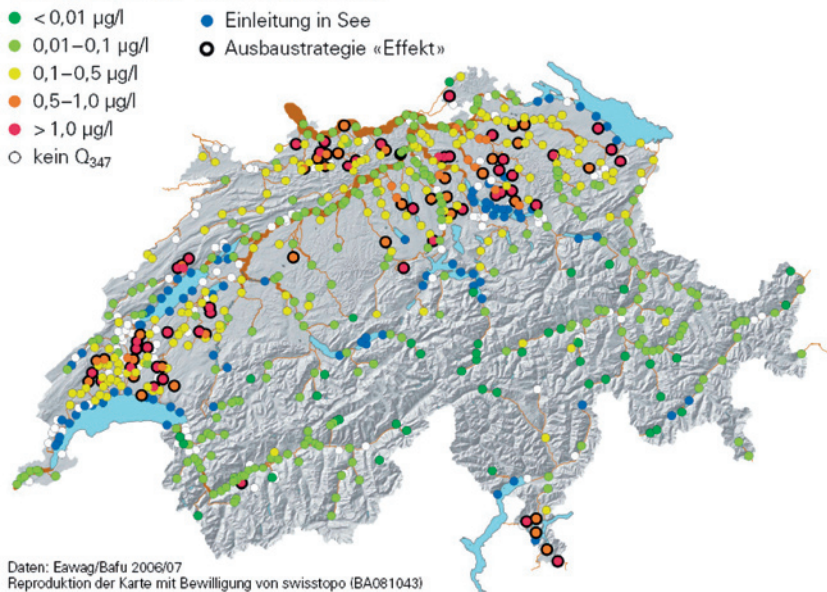 < 0,01 µg/l
0,01–0,1 µg/l
0,1–0,5 µg/l
0,5–1,0 µg/l
> 1,0 µg/l
kein Q347
Einleitung in See
Ausbaustrategie «Effekt»
Daten: Eawag/Bafu 2006/07
Reproduktion der Karte mit Bewilligung von swisstopo (BA081043)